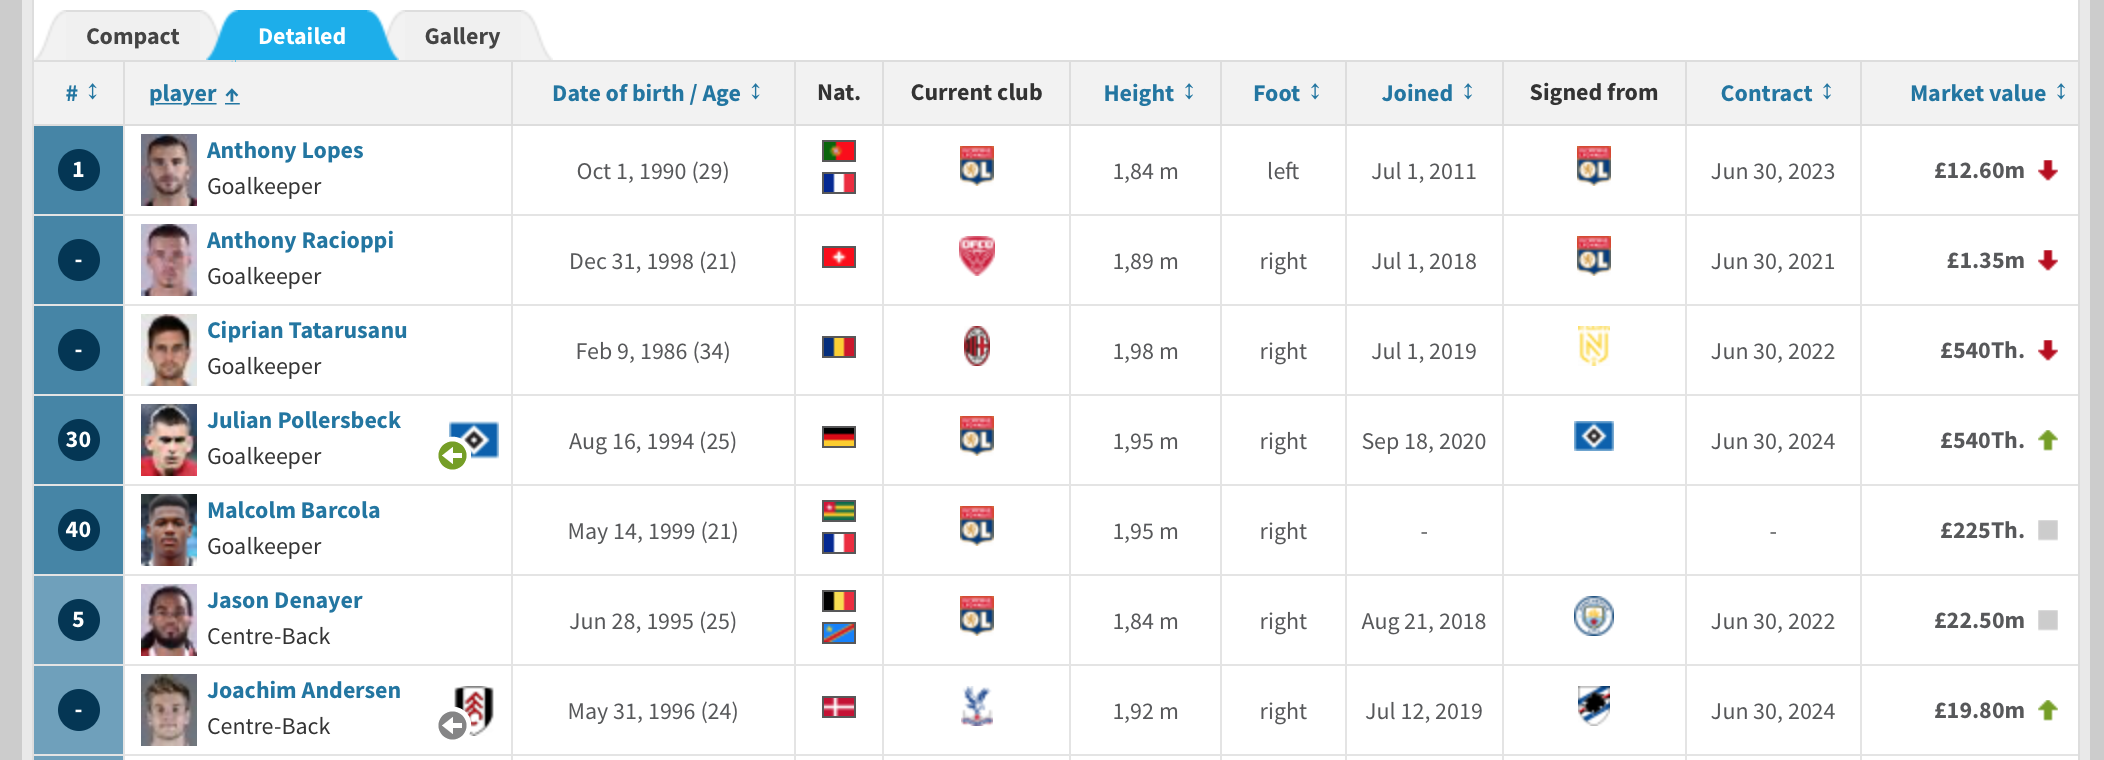 Compact Detailed Gallery
# player Date of birth / Age Nat. Current club Height Foot Joined Signed from Contract Market value
1 Anthony Lopes Goalkeeper Oct 1, 1990 (29) OL 1,84 m left Jul 1, 2011 OL Jun 30, 2023 £12.60m
- Anthony Racioppi Goalkeeper Dec 31, 1998 (21) DFCO 1,89 m right Jul 1, 2018 OL Jun 30, 2021 £1.35m
- Ciprian Tatarusanu Goalkeeper Feb 9, 1986 (34) 1,98 m right Jul 1, 2019 N Jun 30, 2022 £540Th.
30 Julian Pollersbeck Goalkeeper Aug 16, 1994 (25) OL 1,95 m right Sep 18, 2020 Jun 30, 2024 £540Th.
40 Malcolm Barcola Goalkeeper May 14, 1999 (21) OL 1,95 m right - - £225Th.
5 Jason Denayer Centre-Back Jun 28, 1995 (25) OL 1,84 m right Aug 21, 2018 Jun 30, 2022 £22.50m
- Joachim Andersen Centre-Back May 31, 1996 (24) 1,92 m right Jul 12, 2019 Jun 30, 2024 £19.80m